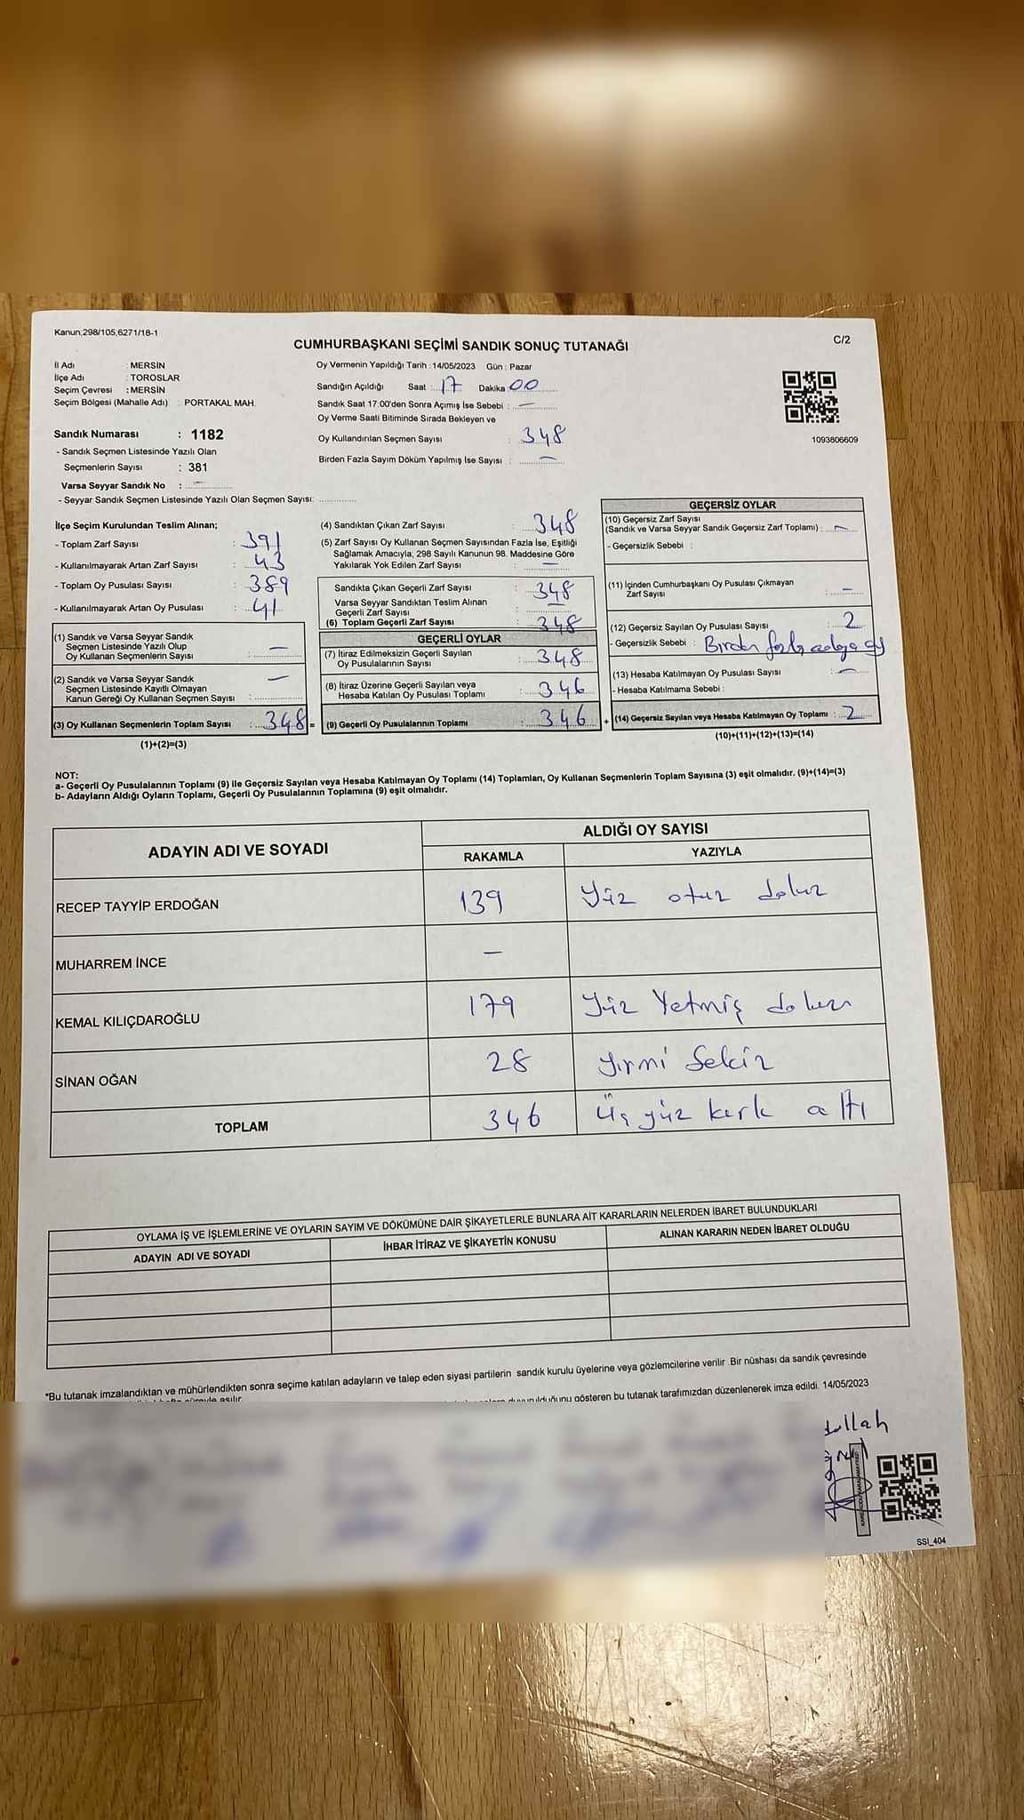 Kanun;298/105,6271/18-1
CUMHURBAŞKANI SEÇİMİ SANDIK SONUÇ TUTANAĞI
C/2
İl Adı : MERSİN
İlçe Adı : TOROSLAR
Seçim Çevresi : MERSİN
Seçim Bölgesi (Mahalle Adı) : PORTAKAL MAH.
Oy Vermenin Yapıldığı Tarih : 14/05/2023 Gün : Pazar
Sandığın Açıldığı Saat : 17 Dakika 00
Sandık Saat 17:00'den Sonra Açımış İse Sebebi : —
Oy Verme Saati Bitiminde Sırada Bekleyen ve
Oy Kullandırılan Seçmen Sayısı : 348
Birden Fazla Sayım Döküm Yapılmış İse Sayısı : —
1093806609
Sandık Numarası : 1182
- Sandık Seçmen Listesinde Yazılı Olan
Seçmenlerin Sayısı : 381
Varsa Seyyar Sandık No : —
- Seyyar Sandık Seçmen Listesinde Yazılı Olan Seçmen Sayısı:
İlçe Seçim Kurulundan Teslim Alınan;
- Toplam Zarf Sayısı : 391
- Kullanılmayarak Artan Zarf Sayısı : 43
- Toplam Oy Pusulası Sayısı : 389
- Kullanılmayarak Artan Oy Pusulası : 41
(1) Sandık ve Varsa Seyyar Sandık
Seçmen Listesinde Yazılı Olup
Oy Kullanan Seçmenlerin Sayısı : —
(2) Sandık ve Varsa Seyyar Sandık
Seçmen Listesinde Kayıtlı Olmayan
Kanun Gereği Oy Kullanan Seçmen Sayısı : —
(3) Oy Kullanan Seçmenlerin Toplam Sayısı : 348 =
(1)+(2)=(3)
(4) Sandıktan Çıkan Zarf Sayısı : 348
(5) Zarf Sayısı Oy Kullanan Seçmen Sayısından Fazla İse, Eşitliği
Sağlamak Amacıyla, 298 Sayılı Kanunun 98. Maddesine Göre
Yakılarak Yok Edilen Zarf Sayısı : —
Sandıkta Çıkan Geçerli Zarf Sayısı : 348
Varsa Seyyar Sandıktan Teslim Alınan
Geçerli Zarf Sayısı : —
(6) Toplam Geçerli Zarf Sayısı : 348
GEÇERLİ OYLAR
(7) İtiraz Edilmeksizin Geçerli Sayılan
Oy Pusulalarının Sayısı : 348
(8) İtiraz Üzerine Geçerli Sayılan veya
Hesaba Katılan Oy Pusulası Toplamı : 346
(9) Geçerli Oy Pusulalarının Toplamı : 346 +
GEÇERSİZ OYLAR
(10) Geçersiz Zarf Sayısı
(Sandık ve Varsa Seyyar Sandık Geçersiz Zarf Toplamı) : —
- Geçersizlik Sebebi :
(11) İçinden Cumhurbaşkanı Oy Pusulası Çıkmayan
Zarf Sayısı : —
(12) Geçersiz Sayılan Oy Pusulası Sayısı : 2
- Geçersizlik Sebebi : Birden fazla adaya oy
(13) Hesaba Katılmayan Oy Pusulası Sayısı : —
- Hesaba Katılmama Sebebi :
(14) Geçersiz Sayılan veya Hesaba Katılmayan Oy Toplamı : 2
(10)+(11)+(12)+(13)=(14)
NOT:
a- Geçerli Oy Pusulalarının Toplamı (9) ile Geçersiz Sayılan veya Hesaba Katılmayan Oy Toplamı (14) Toplamları, Oy Kullanan Seçmenlerin Toplam Sayısına (3) eşit olmalıdır. (9)+(14)=(3)
b- Adayların Aldığı Oyların Toplamı, Geçerli Oy Pusulalarının Toplamına (9) eşit olmalıdır.
ADAYIN ADI VE SOYADI
ALDIĞI OY SAYISI
RAKAMLA YAZIYLA
RECEP TAYYİP ERDOĞAN 139 Yüz otuz dokuz
MUHARREM İNCE —
KEMAL KILIÇDAROĞLU 179 Yüz Yetmiş dokuz
SİNAN OĞAN 28 Yirmi Sekiz
TOPLAM 346 Üç yüz kırk altı
OYLAMA İŞ VE İŞLEMLERİNE VE OYLARIN SAYIM VE DÖKÜMÜNE DAİR ŞİKAYETLERLE BUNLARA AİT KARARLARIN NELERDEN İBARET BULUNDUKLARI
ADAYIN ADI VE SOYADI İHBAR İTİRAZ VE ŞİKAYETİN KONUSU ALINAN KARARIN NEDEN İBARET OLDUĞU
*Bu tutanak imzalandıktan ve mühürlendikten sonra seçime katılan adayların ve talep eden siyasi partilerin sandık kurulu üyelerine veya gözlemcilerine verilir. Bir nüshası da sandık çevresinde
gösteren bu tutanak tarafımızdan düzenlenerek imza edildi. 14/05/2023
SSI_404